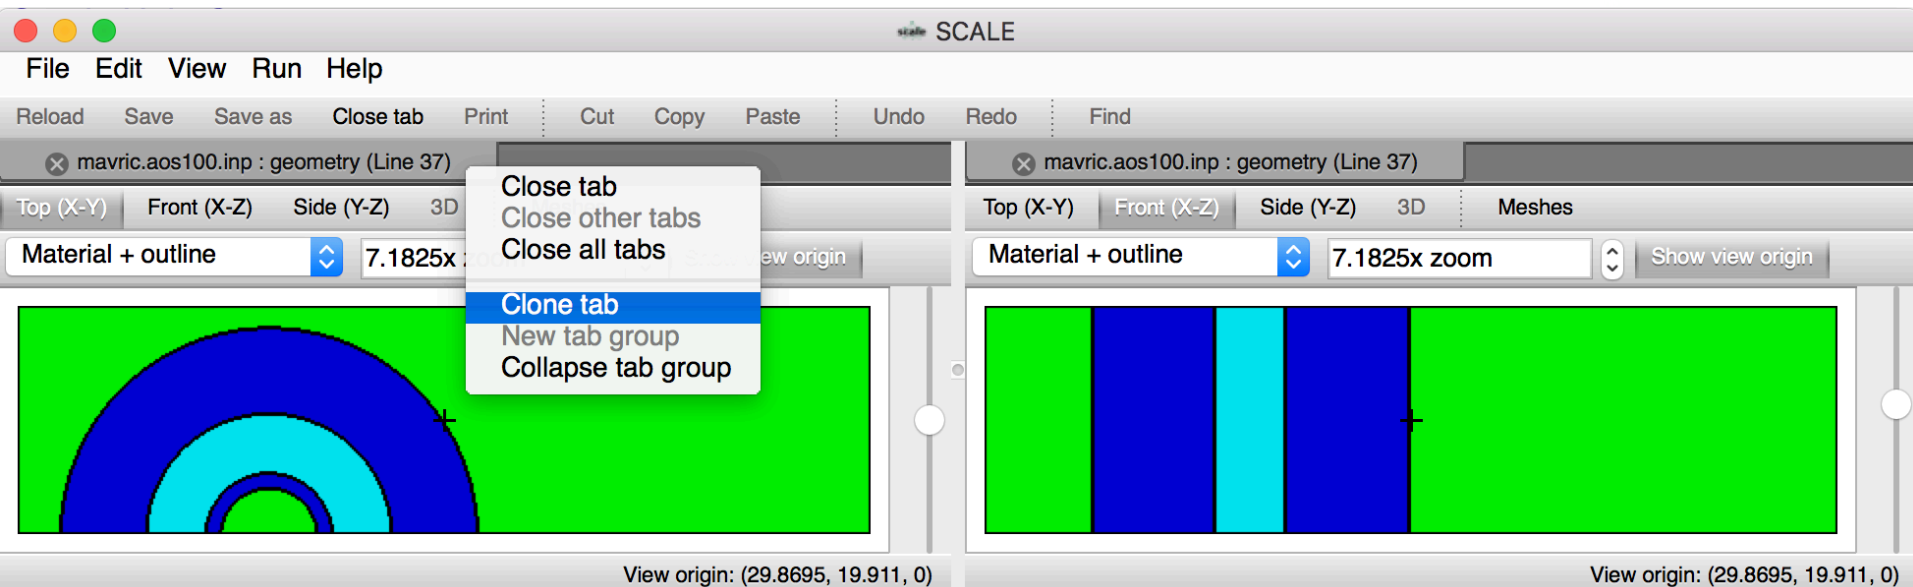 scale SCALE
File Edit View Run Help
Reload Save Save as Close tab Print Cut Copy Paste Undo Redo Find
mavric.aos100.inp : geometry (Line 37)
mavric.aos100.inp : geometry (Line 37)
Top (X-Y) Front (X-Z) Side (Y-Z) 3D
Top (X-Y) Front (X-Z) Side (Y-Z) 3D Meshes
Material + outline 7.1825x
ew origin
Material + outline 7.1825x zoom Show view origin
Close tab
Close other tabs
Close all tabs
Clone tab
New tab group
Collapse tab group
View origin: (29.8695, 19.911, 0)
View origin: (29.8695, 19.911, 0)